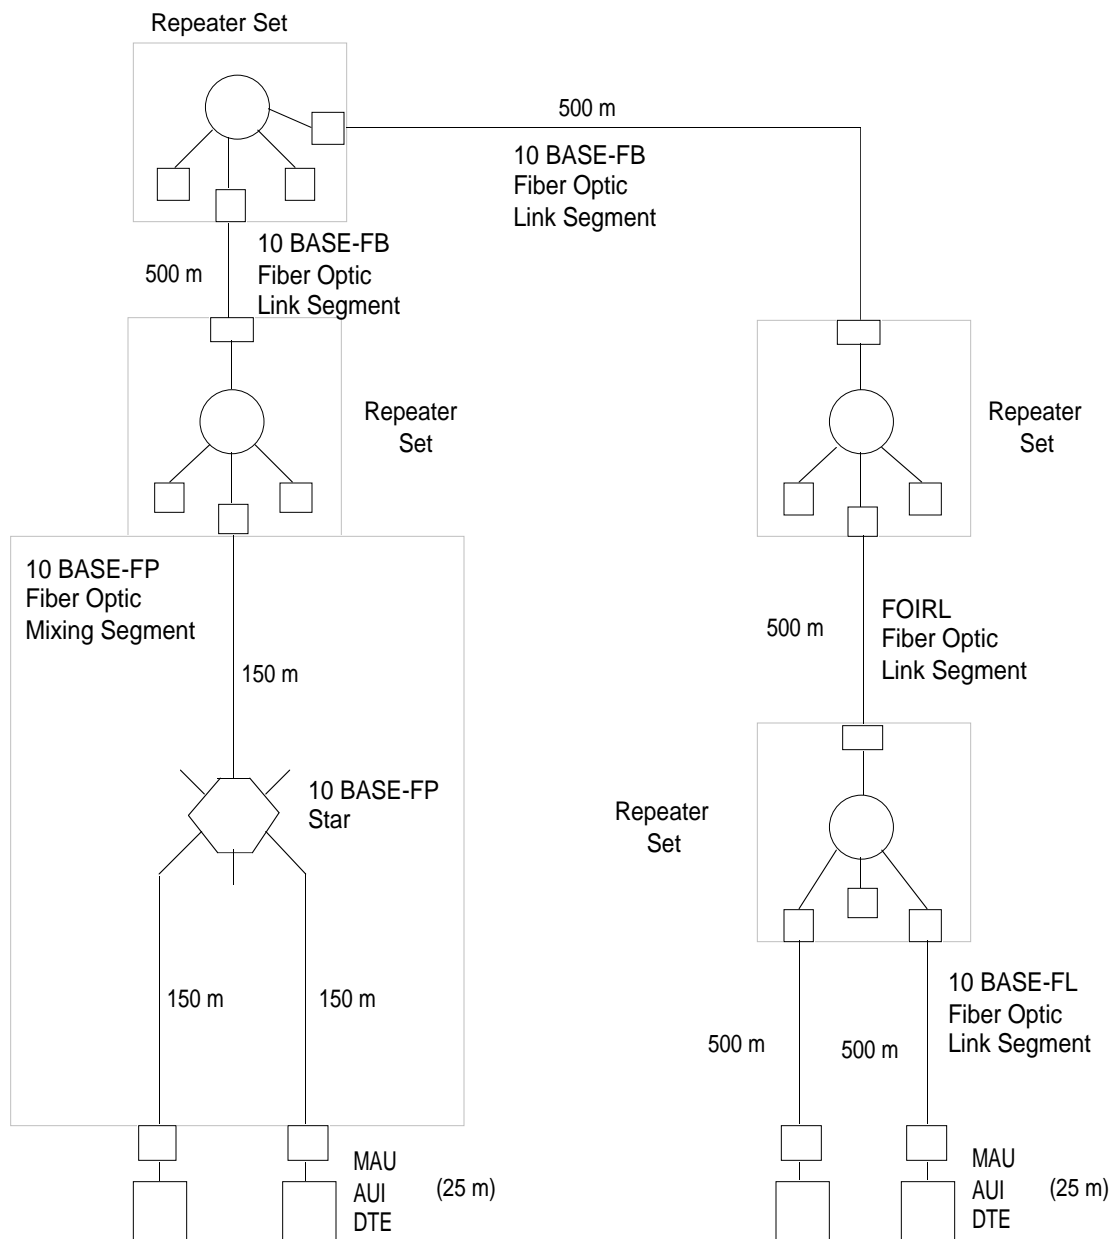 Repeater Set
500 m
10 BASE-FB
Fiber Optic
Link Segment
10 BASE-FB
Fiber Optic
Link Segment
500 m
Repeater
Set
Repeater
Set
10 BASE-FP
Fiber Optic
Mixing Segment
150 m
500 m
FOIRL
Fiber Optic
Link Segment
10 BASE-FP
Star
Repeater
Set
150 m
150 m
10 BASE-FL
Fiber Optic
Link Segment
500 m
500 m
MAU
AUI
DTE
(25 m)
MAU
AUI
DTE
(25 m)